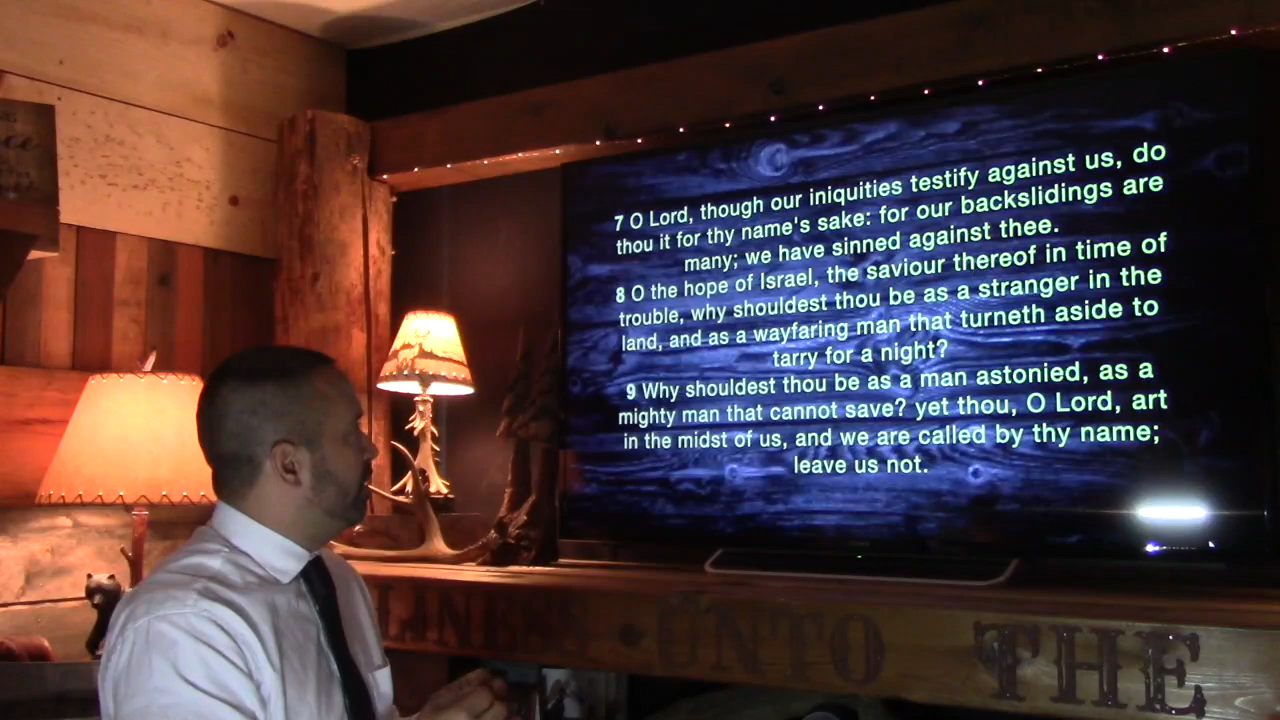 7 O Lord, though our iniquities testify against us, do
thou it for thy name's sake: for our backslidings are
many; we have sinned against thee.
8 O the hope of Israel, the saviour thereof in time of
trouble, why shouldest thou be as a stranger in the
land, and as a wayfaring man that turneth aside to
tarry for a night?
9 Why shouldest thou be as a man astonied, as a
mighty man that cannot save? yet thou, O Lord, art
in the midst of us, and we are called by thy name;
leave us not.
LINESS • UNTO THE